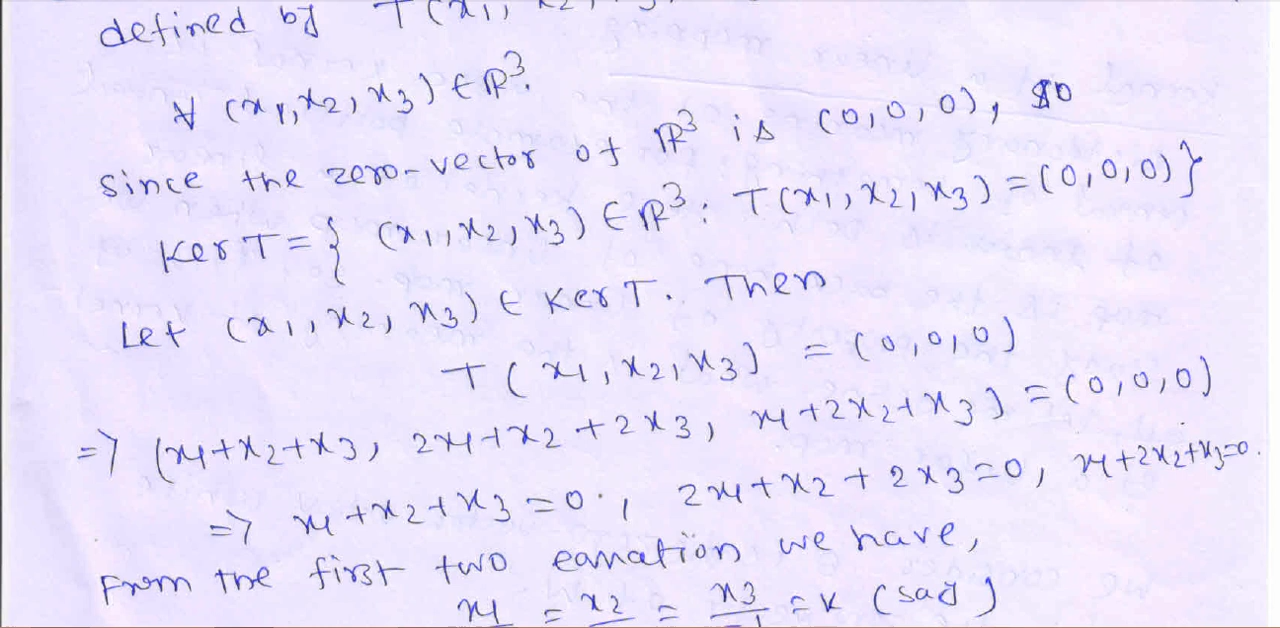 defined by T(x1, x2,
∀ (x1, x2, x3) ∈ ℝ³.
since the zero-vector of ℝ³ is (0,0,0), so
Ker T = { (x1, x2, x3) ∈ ℝ³ : T(x1, x2, x3) = (0,0,0)}
Let (x1, x2, x3) ∈ Ker T. Then
T(x1, x2, x3) = (0,0,0)
=> (x1+x2+x3, 2x1+x2+2x3, x1+2x2+x3) = (0,0,0)
=> x1+x2+x3=0, 2x1+x2+2x3=0, x1+2x2+x3=0.
From the first two eauation we have,
x1 = x2 = x3 = k (say)